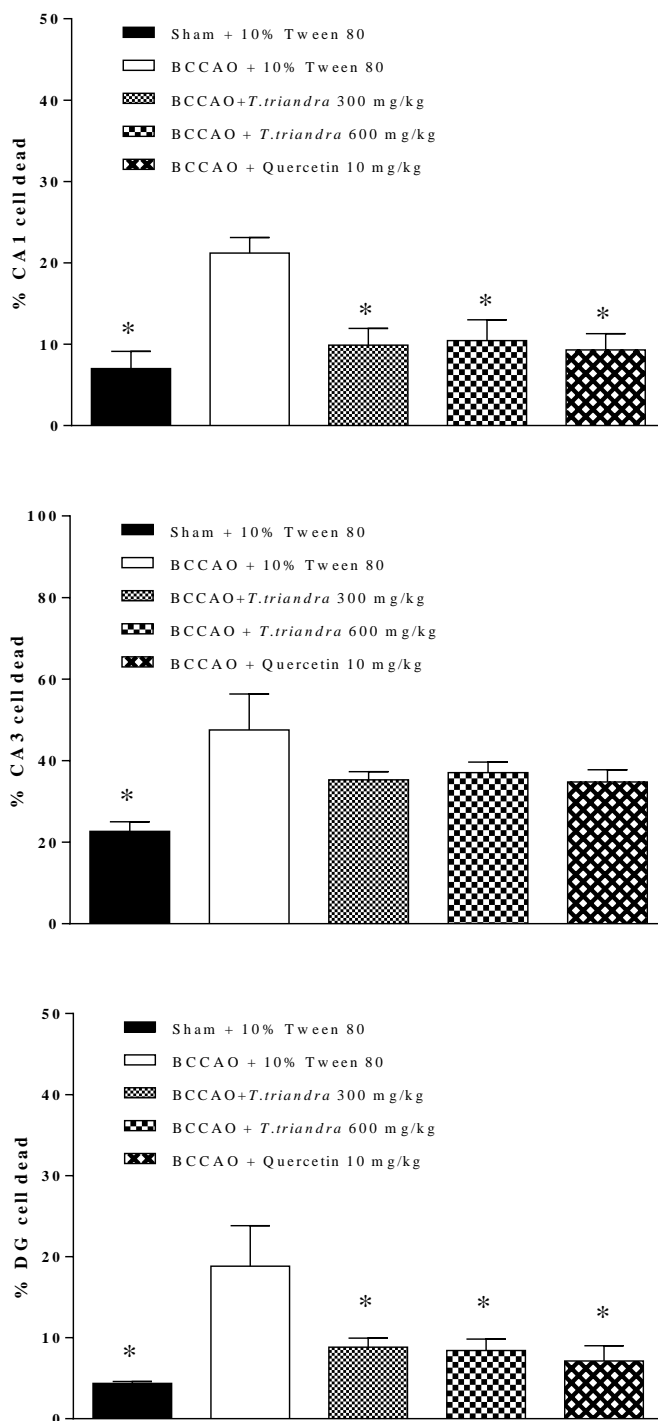 50
40
30
20
10
0
% CA1 cell dead
Sham + 10% Tween 80
BCCAO + 10% Tween 80
BCCAO+T.triandra 300 mg/kg
BCCAO + T.triandra 600 mg/kg
BCCAO + Quercetin 10 mg/kg
*
*
*
*
100
80
60
40
20
0
% CA3 cell dead
Sham + 10% Tween 80
BCCAO + 10% Tween 80
BCCAO+T.triandra 300 mg/kg
BCCAO + T.triandra 600 mg/kg
BCCAO + Quercetin 10 mg/kg
*
50
40
30
20
10
0
% DG cell dead
Sham + 10% Tween 80
BCCAO + 10% Tween 80
BCCAO+T.triandra 300 mg/kg
BCCAO + T.triandra 600 mg/kg
BCCAO + Quercetin 10 mg/kg
*
*
*
*